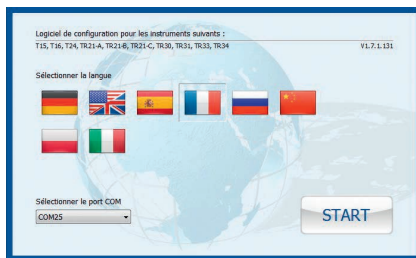 Logiciel de configuration pour les instruments suivants :
T15, T16, T24, TR21-A, TR21-B, TR21-C, TR30, TR31, TR33, TR34
V1.7.1.131
Sélectionner la langue
Sélectionner le port COM
COM25
START